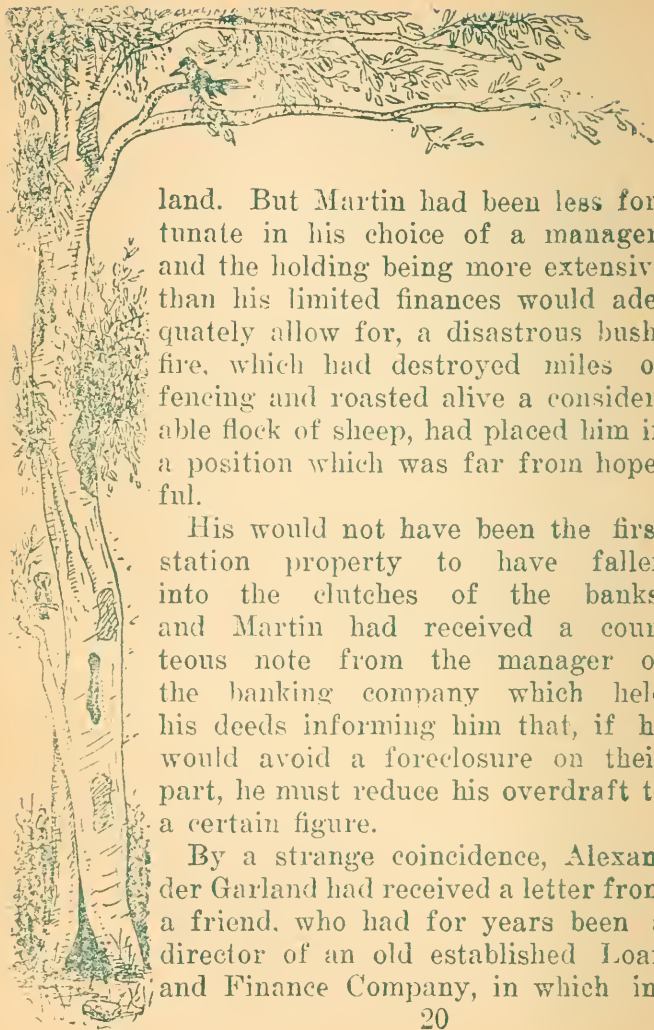 land. But Martin had been less for
tunate in his choice of a manager
and the holding being more extensiv
than his limited finances would ade
quately allow for, a disastrous bush
fire, which had destroyed miles o
fencing and roasted alive a consider
able flock of sheep, had placed him i
a position which was far from hope
ful.
His would not have been the firs
station property to have falle
into the clutches of the banks
and Martin had received a cour
teous note from the manager o
the banking company which hel
his deeds informing him that, if h
would avoid a foreclosure on thei
part, he must reduce his overdraft t
a certain figure.
By a strange coincidence, Alexan
der Garland had received a letter from
a friend, who had for years been
director of an old established Loa
and Finance Company, in which in
20